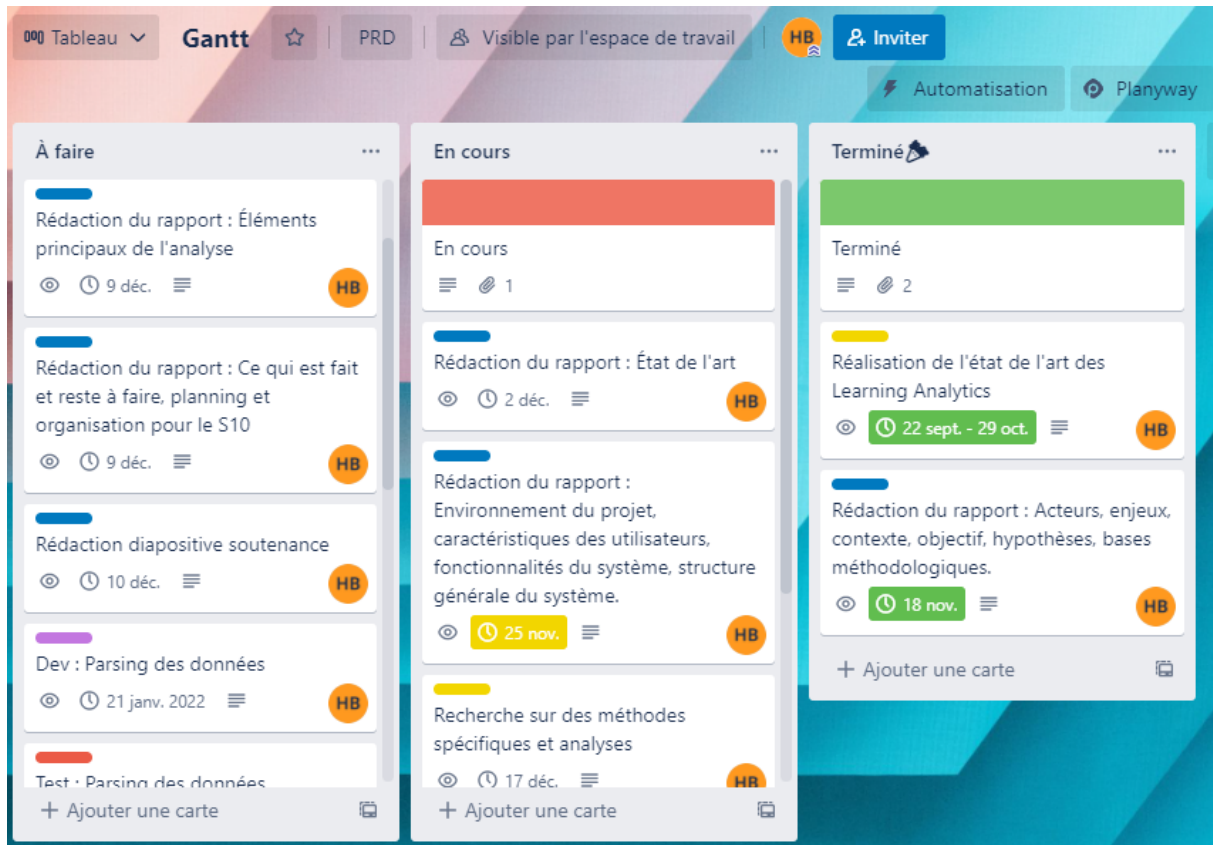 Tableau
Gantt
PRD
Visible par l'espace de travail
HB
Inviter
Automatisation
Planyway
À faire
Rédaction du rapport : Éléments
principaux de l'analyse
9 déc.
HB
Rédaction du rapport : Ce qui est fait
et reste à faire, planning et
organisation pour le S10
9 déc.
HB
Rédaction diapositive soutenance
10 déc.
HB
Dev : Parsing des données
21 janv. 2022
HB
Test : Parsing des données
+ Ajouter une carte
En cours
En cours
1
Rédaction du rapport : État de l'art
2 déc.
HB
Rédaction du rapport :
Environnement du projet,
caractéristiques des utilisateurs,
fonctionnalités du système, structure
générale du système.
25 nov.
HB
Recherche sur des méthodes
spécifiques et analyses
17 déc.
HB
+ Ajouter une carte
Terminé
Terminé
2
Réalisation de l'état de l'art des
Learning Analytics
22 sept. - 29 oct.
HB
Rédaction du rapport : Acteurs, enjeux,
contexte, objectif, hypothèses, bases
méthodologiques.
18 nov.
HB
+ Ajouter une carte